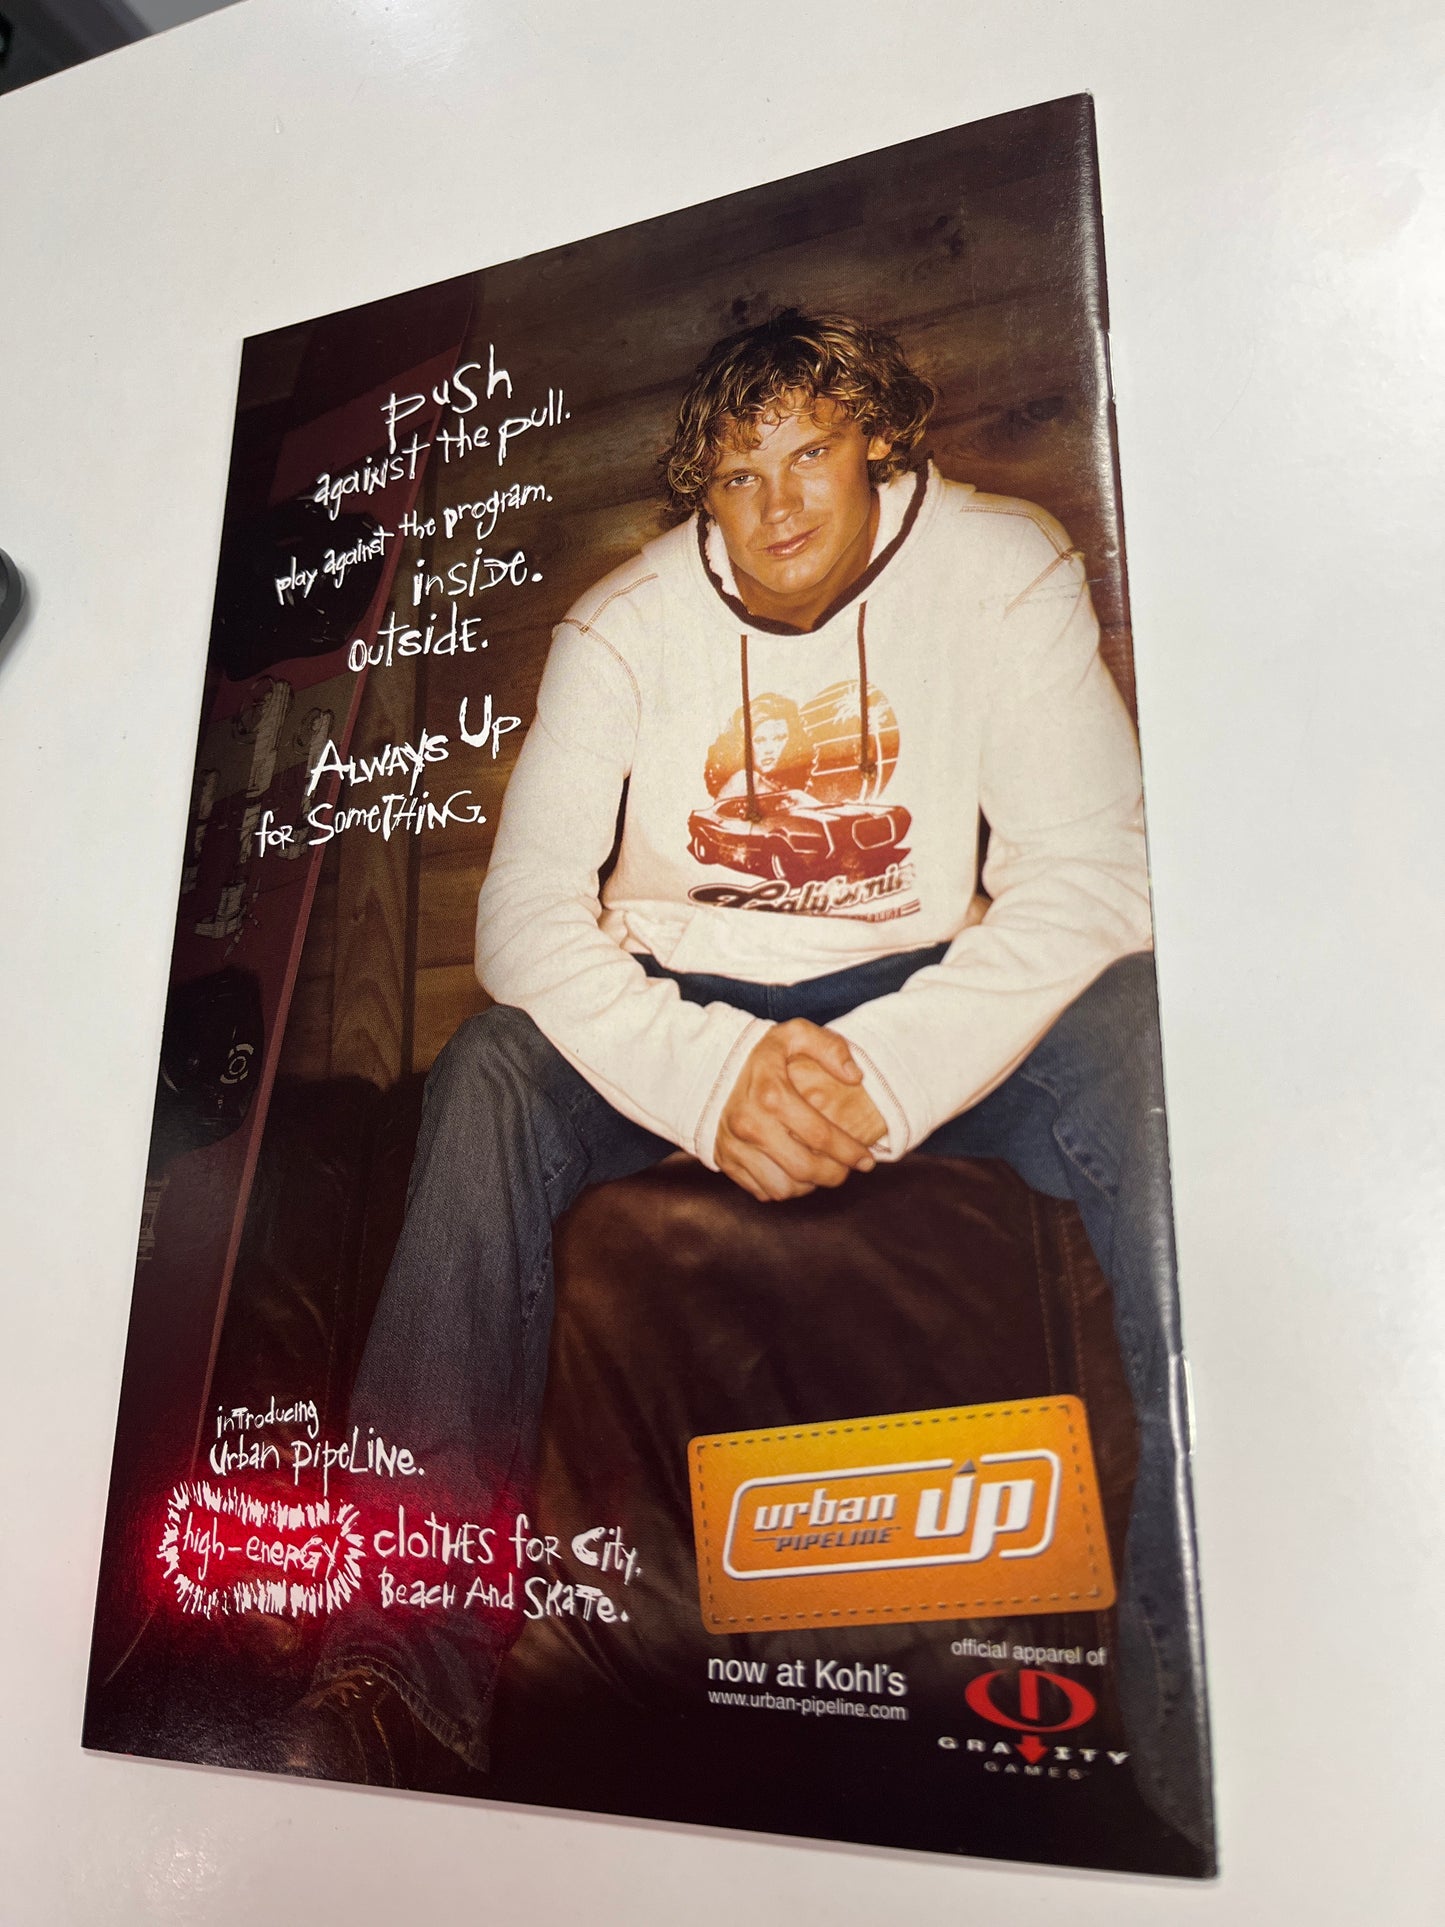 push
against the pull.
play against the program.
inside.
outside.
Always Up
for Something.
California
introducing
urban pipeline.
high-energy clothes for City,
Beach And Skate.
urban UP
PIPELINE
now at Kohl's
www.urban-pipeline.com
official apparel of
GRAVITY
GAMES